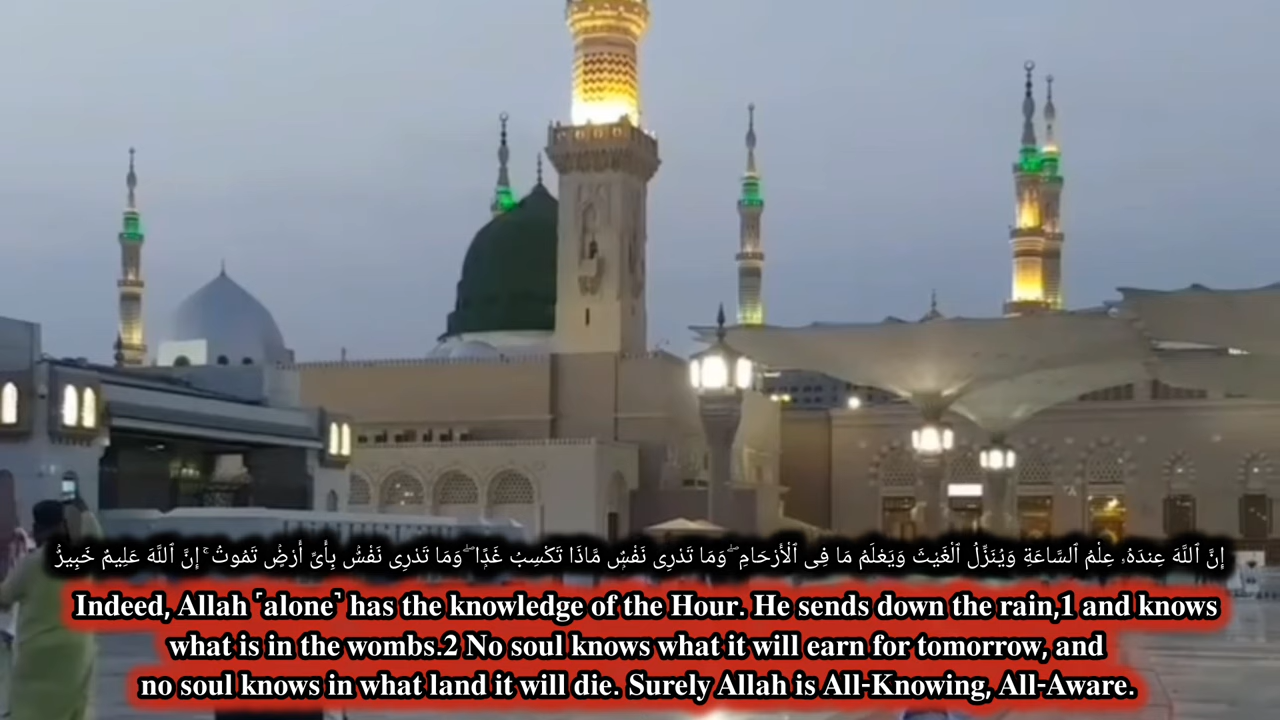 إِنَّ ٱللَّهَ عِندَهُۥ عِلْمُ ٱلسَّاعَةِ وَيُنَزِّلُ ٱلْغَيْثَ وَيَعْلَمُ مَا فِى ٱلْأَرْحَامِ ۖ وَمَا تَدْرِى نَفْسٌۭ مَّاذَا تَكْسِبُ غَدًۭا ۖ وَمَا تَدْرِى نَفْسٌۢ بِأَىِّ أَرْضٍۢ تَمُوتُ ۚ إِنَّ ٱللَّهَ عَلِيمٌ خَبِيرٌۢ
Indeed, Allah ˹alone˺ has the knowledge of the Hour. He sends down the rain,1 and knows
what is in the wombs.2 No soul knows what it will earn for tomorrow, and
no soul knows in what land it will die. Surely Allah is All-Knowing, All-Aware.